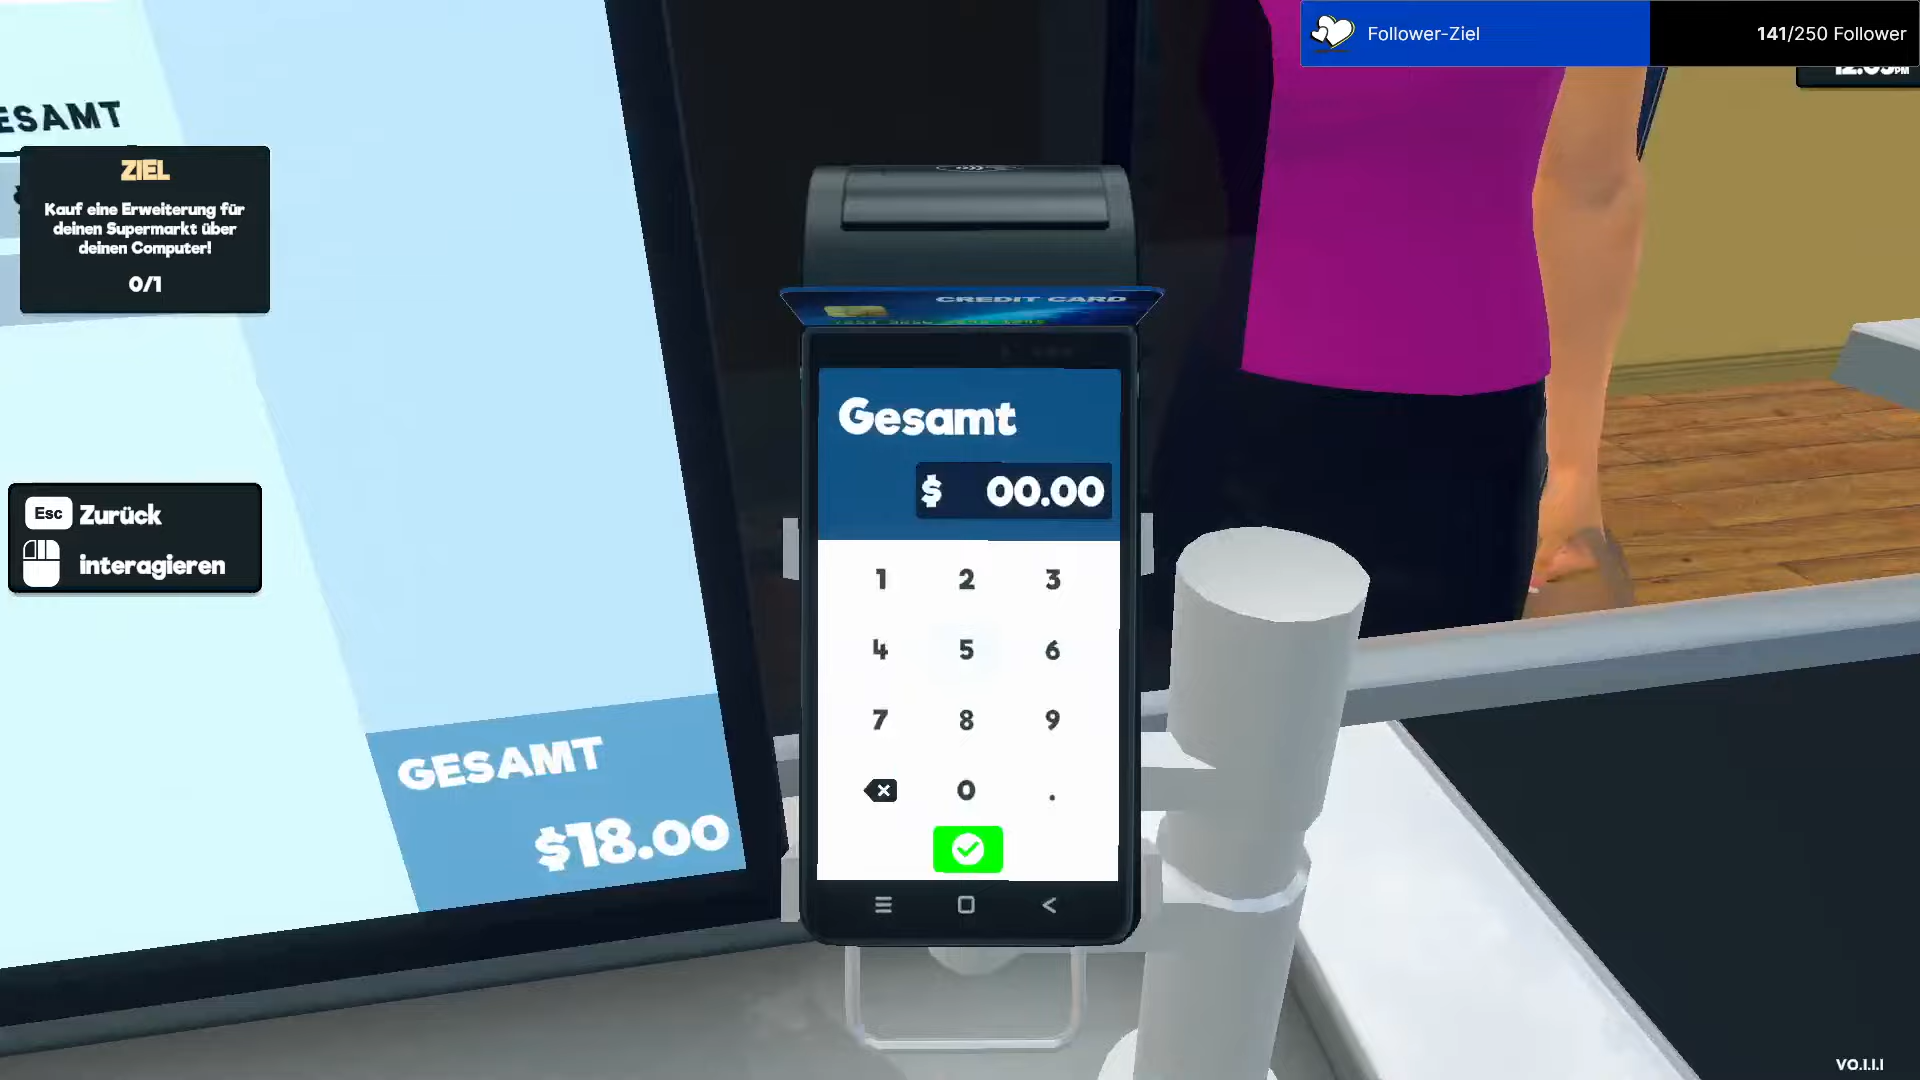 Follower-Ziel
141/250 Follower
ESAMT
ZIEL
Kauf eine Erweiterung für
deinen Supermarkt über
deinen Computer!
0/1
CREDIT CARD
Gesamt
$ 00.00
Esc Zurück
interagieren
1 2 3
4 5 6
7 8 9
0 .
GESAMT
$18.00
V0.1.1.1